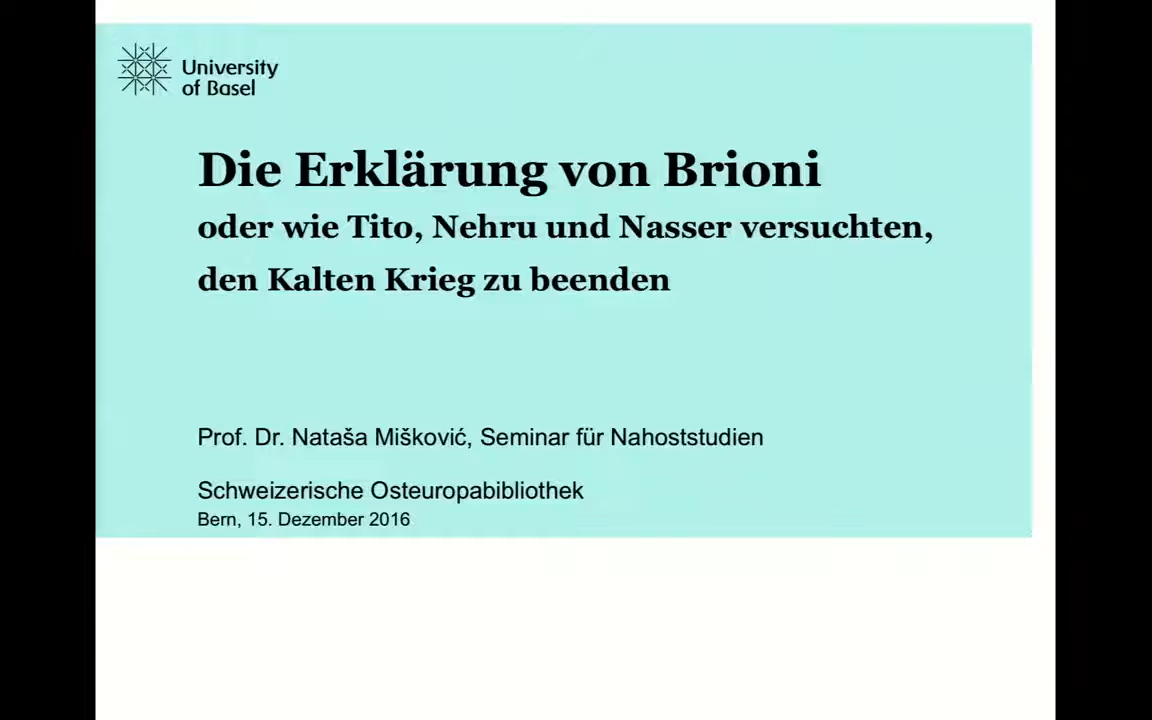 University
of Basel
Die Erklärung von Brioni
oder wie Tito, Nehru und Nasser versuchten,
den Kalten Krieg zu beenden
Prof. Dr. Nataša Mišković, Seminar für Nahoststudien
Schweizerische Osteuropabibliothek
Bern, 15. Dezember 2016